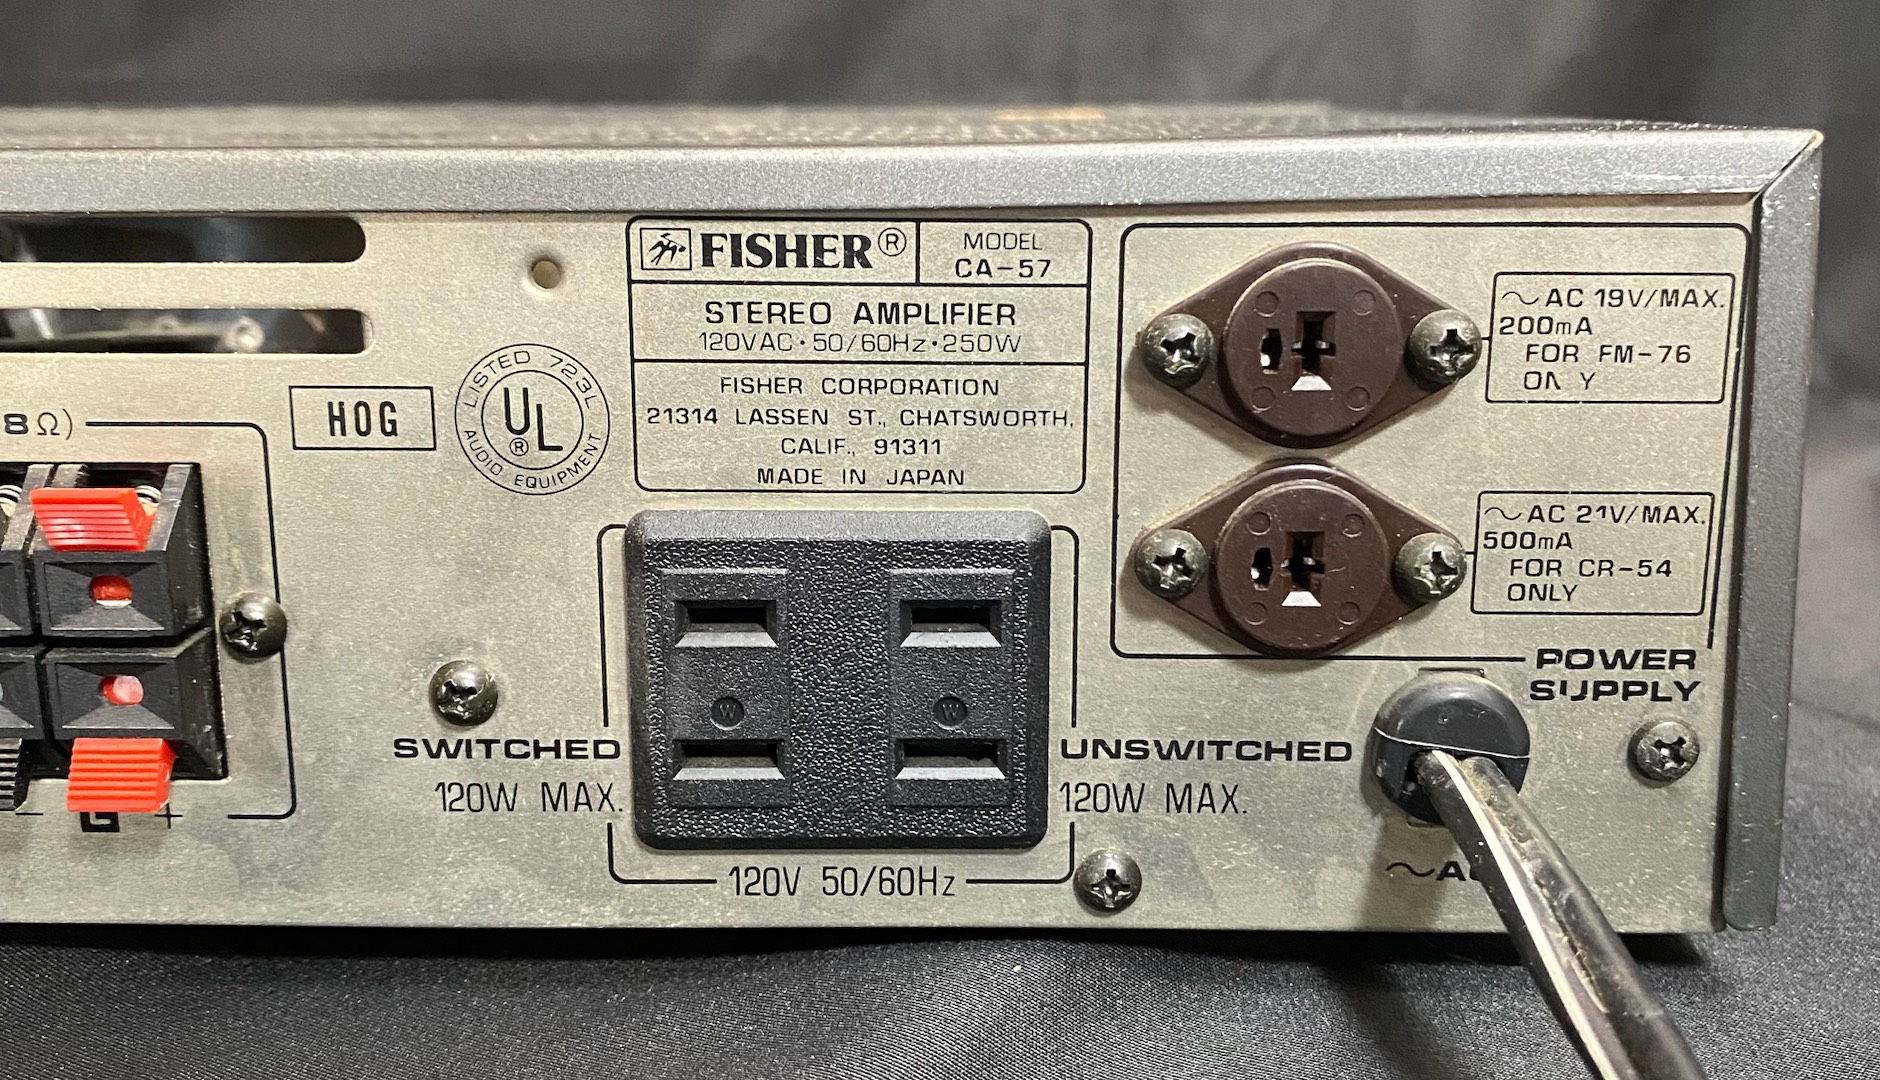 FISHER®
MODEL
CA-57
STEREO AMPLIFIER
120VAC·50/60Hz·250W
FISHER CORPORATION
21314 LASSEN ST., CHATSWORTH,
CALIF., 91311
MADE IN JAPAN
LISTED 723L
UL®
AUDIO EQUIPMENT
HOG
8Ω)
- G +
~AC 19V/MAX.
200mA
FOR FM-76
ON Y
~AC 21V/MAX.
500mA
FOR CR-54
ONLY
POWER
SUPPLY
SWITCHED
120W MAX.
W
W
UNSWITCHED
120W MAX.
120V 50/60Hz